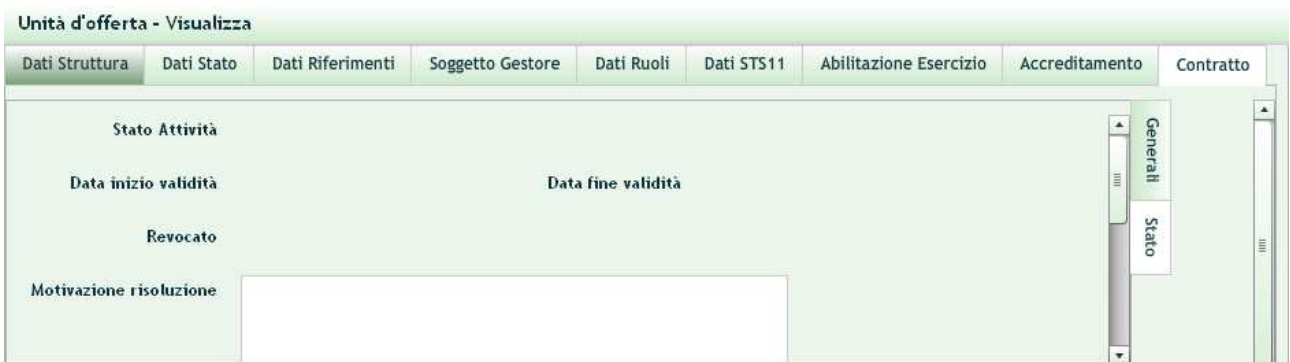 Unità d'offerta - Visualizza
Dati Struttura Dati Stato Dati Riferimenti Soggetto Gestore Dati Ruoli Dati STS11 Abilitazione Esercizio Accreditamento Contratto
Stato Attività
Data inizio validità Data fine validità
Revocato
Motivazione risoluzione
Generali
Stato